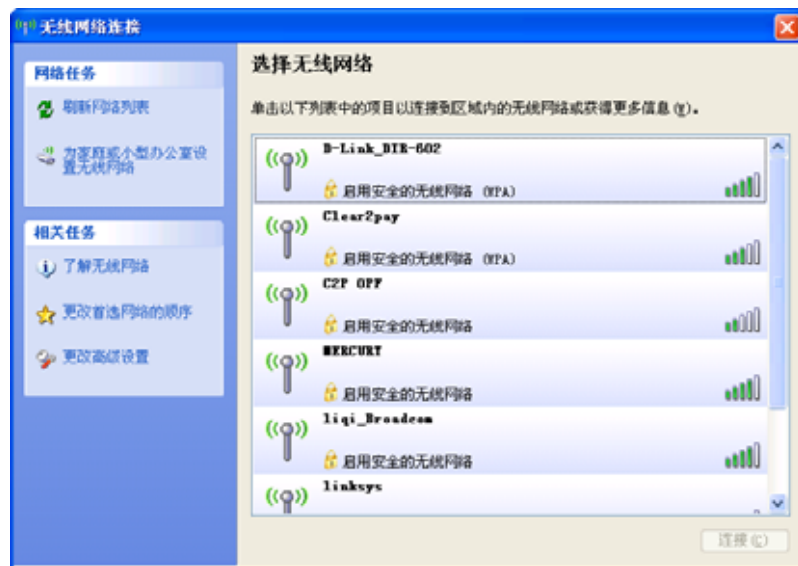 无线网络连接
网络任务
刷新网络列表
为家庭或小型办公室设
置无线网络
相关任务
了解无线网络
更改首选网络的顺序
更改高级设置
选择无线网络
单击以下列表中的项目以连接到区域内的无线网络或获得更多信息(W)。
D-Link_DIR-602
启用安全的无线网络 (WPA)
Clear2pay
启用安全的无线网络 (WPA)
C2P OFF
启用安全的无线网络
MERCURY
启用安全的无线网络
liqi_Broadcom
启用安全的无线网络
linksys
连接(C)